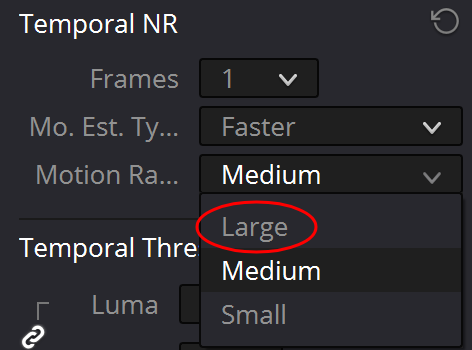 Temporal NR
Frames 1
Mo. Est. Ty... Faster
Motion Ra... Medium
Large
Temporal Thre
Medium
Luma
Small